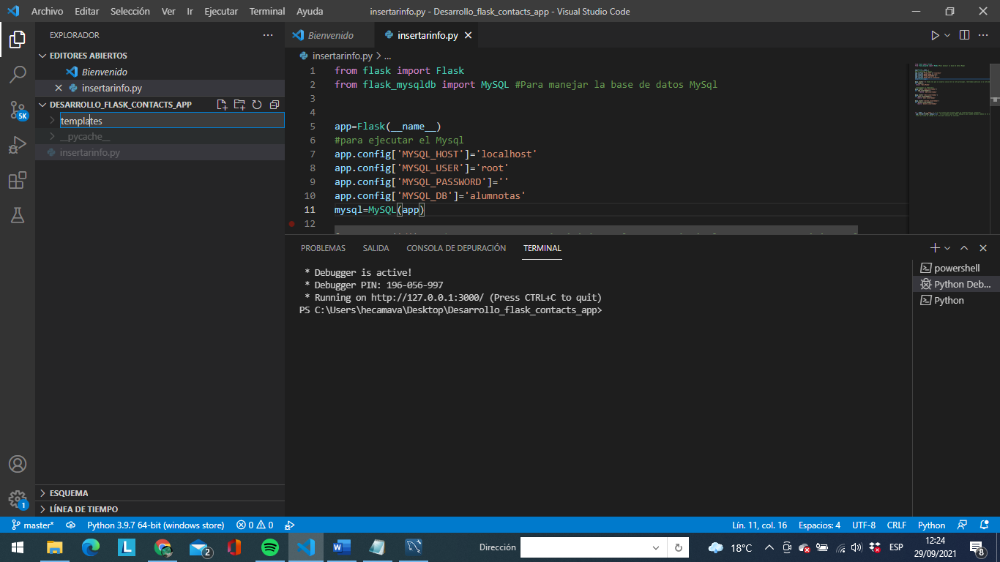 Archivo Editar Selección Ver Ir Ejecutar Terminal Ayuda
insertarinfo.py - Desarrollo_flask_contacts_app - Visual Studio Code
EXPLORADOR
EDITORES ABIERTOS
Bienvenido
insertarinfo.py
DESARROLLO_FLASK_CONTACTS_APP
templates
__pycache__
insertarinfo.py
ESQUEMA
LÍNEA DE TIEMPO
5K
1
Bienvenido insertarinfo.py
insertarinfo.py > ...
1 from flask import Flask
2 from flask_mysqldb import MySQL #Para manejar la base de datos MySql
3
4
5 app=Flask(__name__)
6 #para ejecutar el Mysql
7 app.config['MYSQL_HOST']='localhost'
8 app.config['MYSQL_USER']='root'
9 app.config['MYSQL_PASSWORD']=''
10 app.config['MYSQL_DB']='alumnotas'
11 mysql=MySQL(app)
12
PROBLEMAS SALIDA CONSOLA DE DEPURACIÓN TERMINAL
* Debugger is active!
* Debugger PIN: 196-056-997
* Running on http://127.0.0.1:3000/ (Press CTRL+C to quit)
PS C:\Users\hecamava\Desktop\Desarrollo_flask_contacts_app>
powershell
Python Deb...
Python
master* Python 3.9.7 64-bit (windows store) 0 0 Lín. 11, col. 16 Espacios: 4 UTF-8 CRLF Python
L 2 W Dirección 18°C ESP
12:24
29/09/2021
8